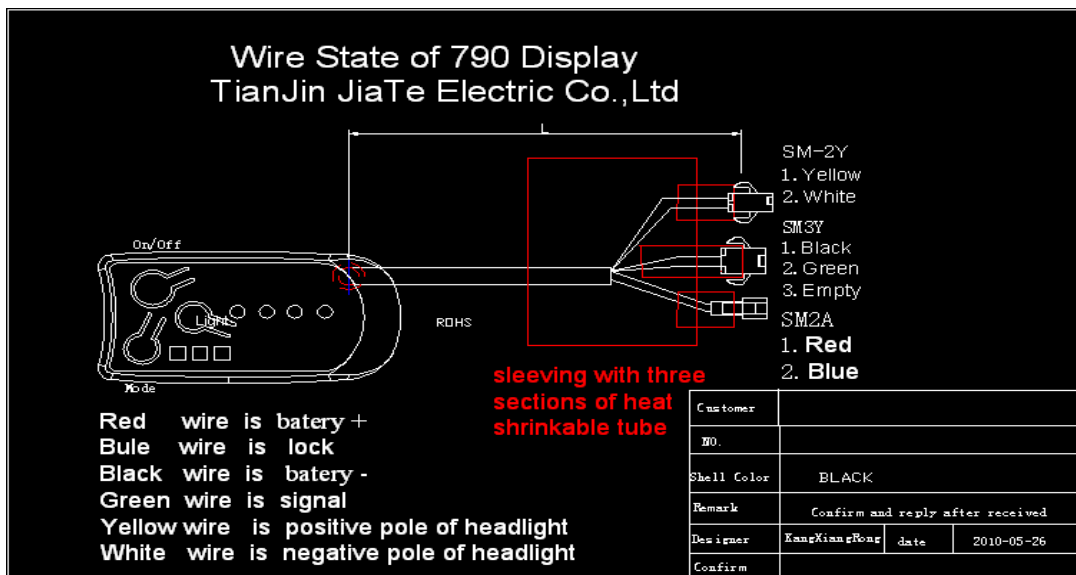 Wire State of 790 Display
TianJin JiaTe Electric Co.,Ltd
L
SM-2Y
1. Yellow
2. White
SM3Y
1. Black
2. Green
3. Empty
SM2A
1. Red
2. Blue
On/Off
Light
Mode
ROHS
sleeving with three
sections of heat
shrinkable tube
Red wire is batery +
Bule wire is lock
Black wire is batery -
Green wire is signal
Yellow wire is positive pole of headlight
White wire is negative pole of headlight
Customer
NO.
Shell Color BLACK
Remark Confirm and reply after received
Designer KangXiangRong date 2010-05-26
Confirm